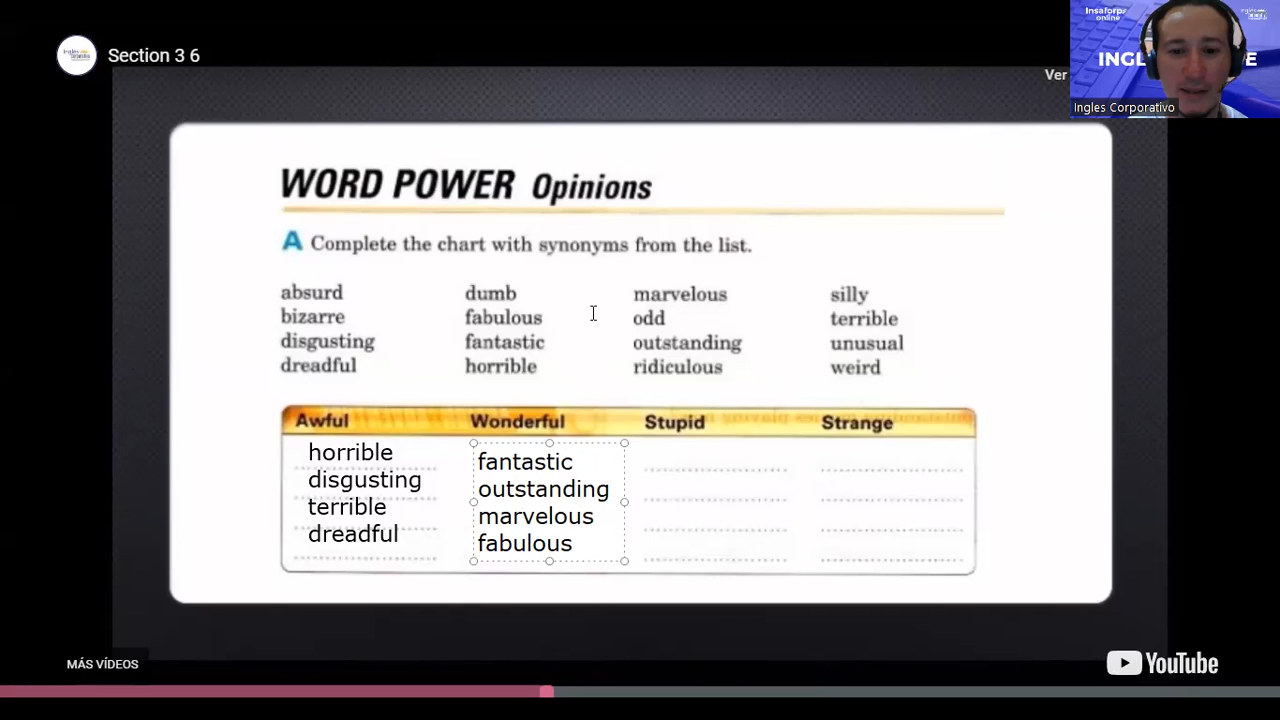 Section 3 6
Ver
Insaforp
online
INGL
E
Ingles Corporativo
WORD POWER Opinions
A Complete the chart with synonyms from the list.
absurd dumb marvelous silly
bizarre fabulous odd terrible
disgusting fantastic outstanding unusual
dreadful horrible ridiculous weird
Awful Wonderful Stupid Strange
horrible fantastic
disgusting outstanding
terrible marvelous
dreadful fabulous
MÁS VÍDEOS
YouTube